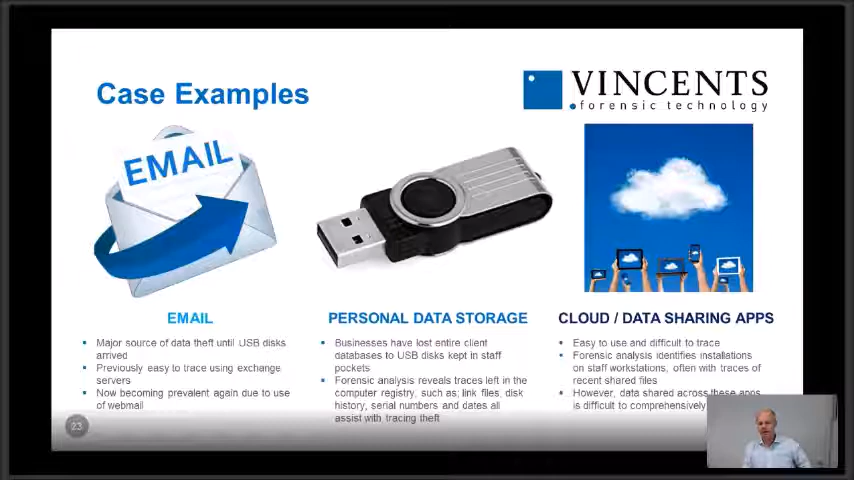 Case Examples
VINCENTS
forensic technology
EMAIL
EMAIL
Major source of data theft until USB disks
arrived
Previously easy to trace using exchange
servers
Now becoming prevalent again due to use
of webmail
PERSONAL DATA STORAGE
Businesses have lost entire client
databases to USB disks kept in staff
pockets
Forensic analysis reveals traces left in the
computer registry, such as; link files, disk
history, serial numbers and dates all
assist with tracing theft
CLOUD / DATA SHARING APPS
Easy to use and difficult to trace
Forensic analysis identifies installations
on staff workstations, often with traces of
recent shared files
However, data shared across these apps
is difficult to comprehensively
23